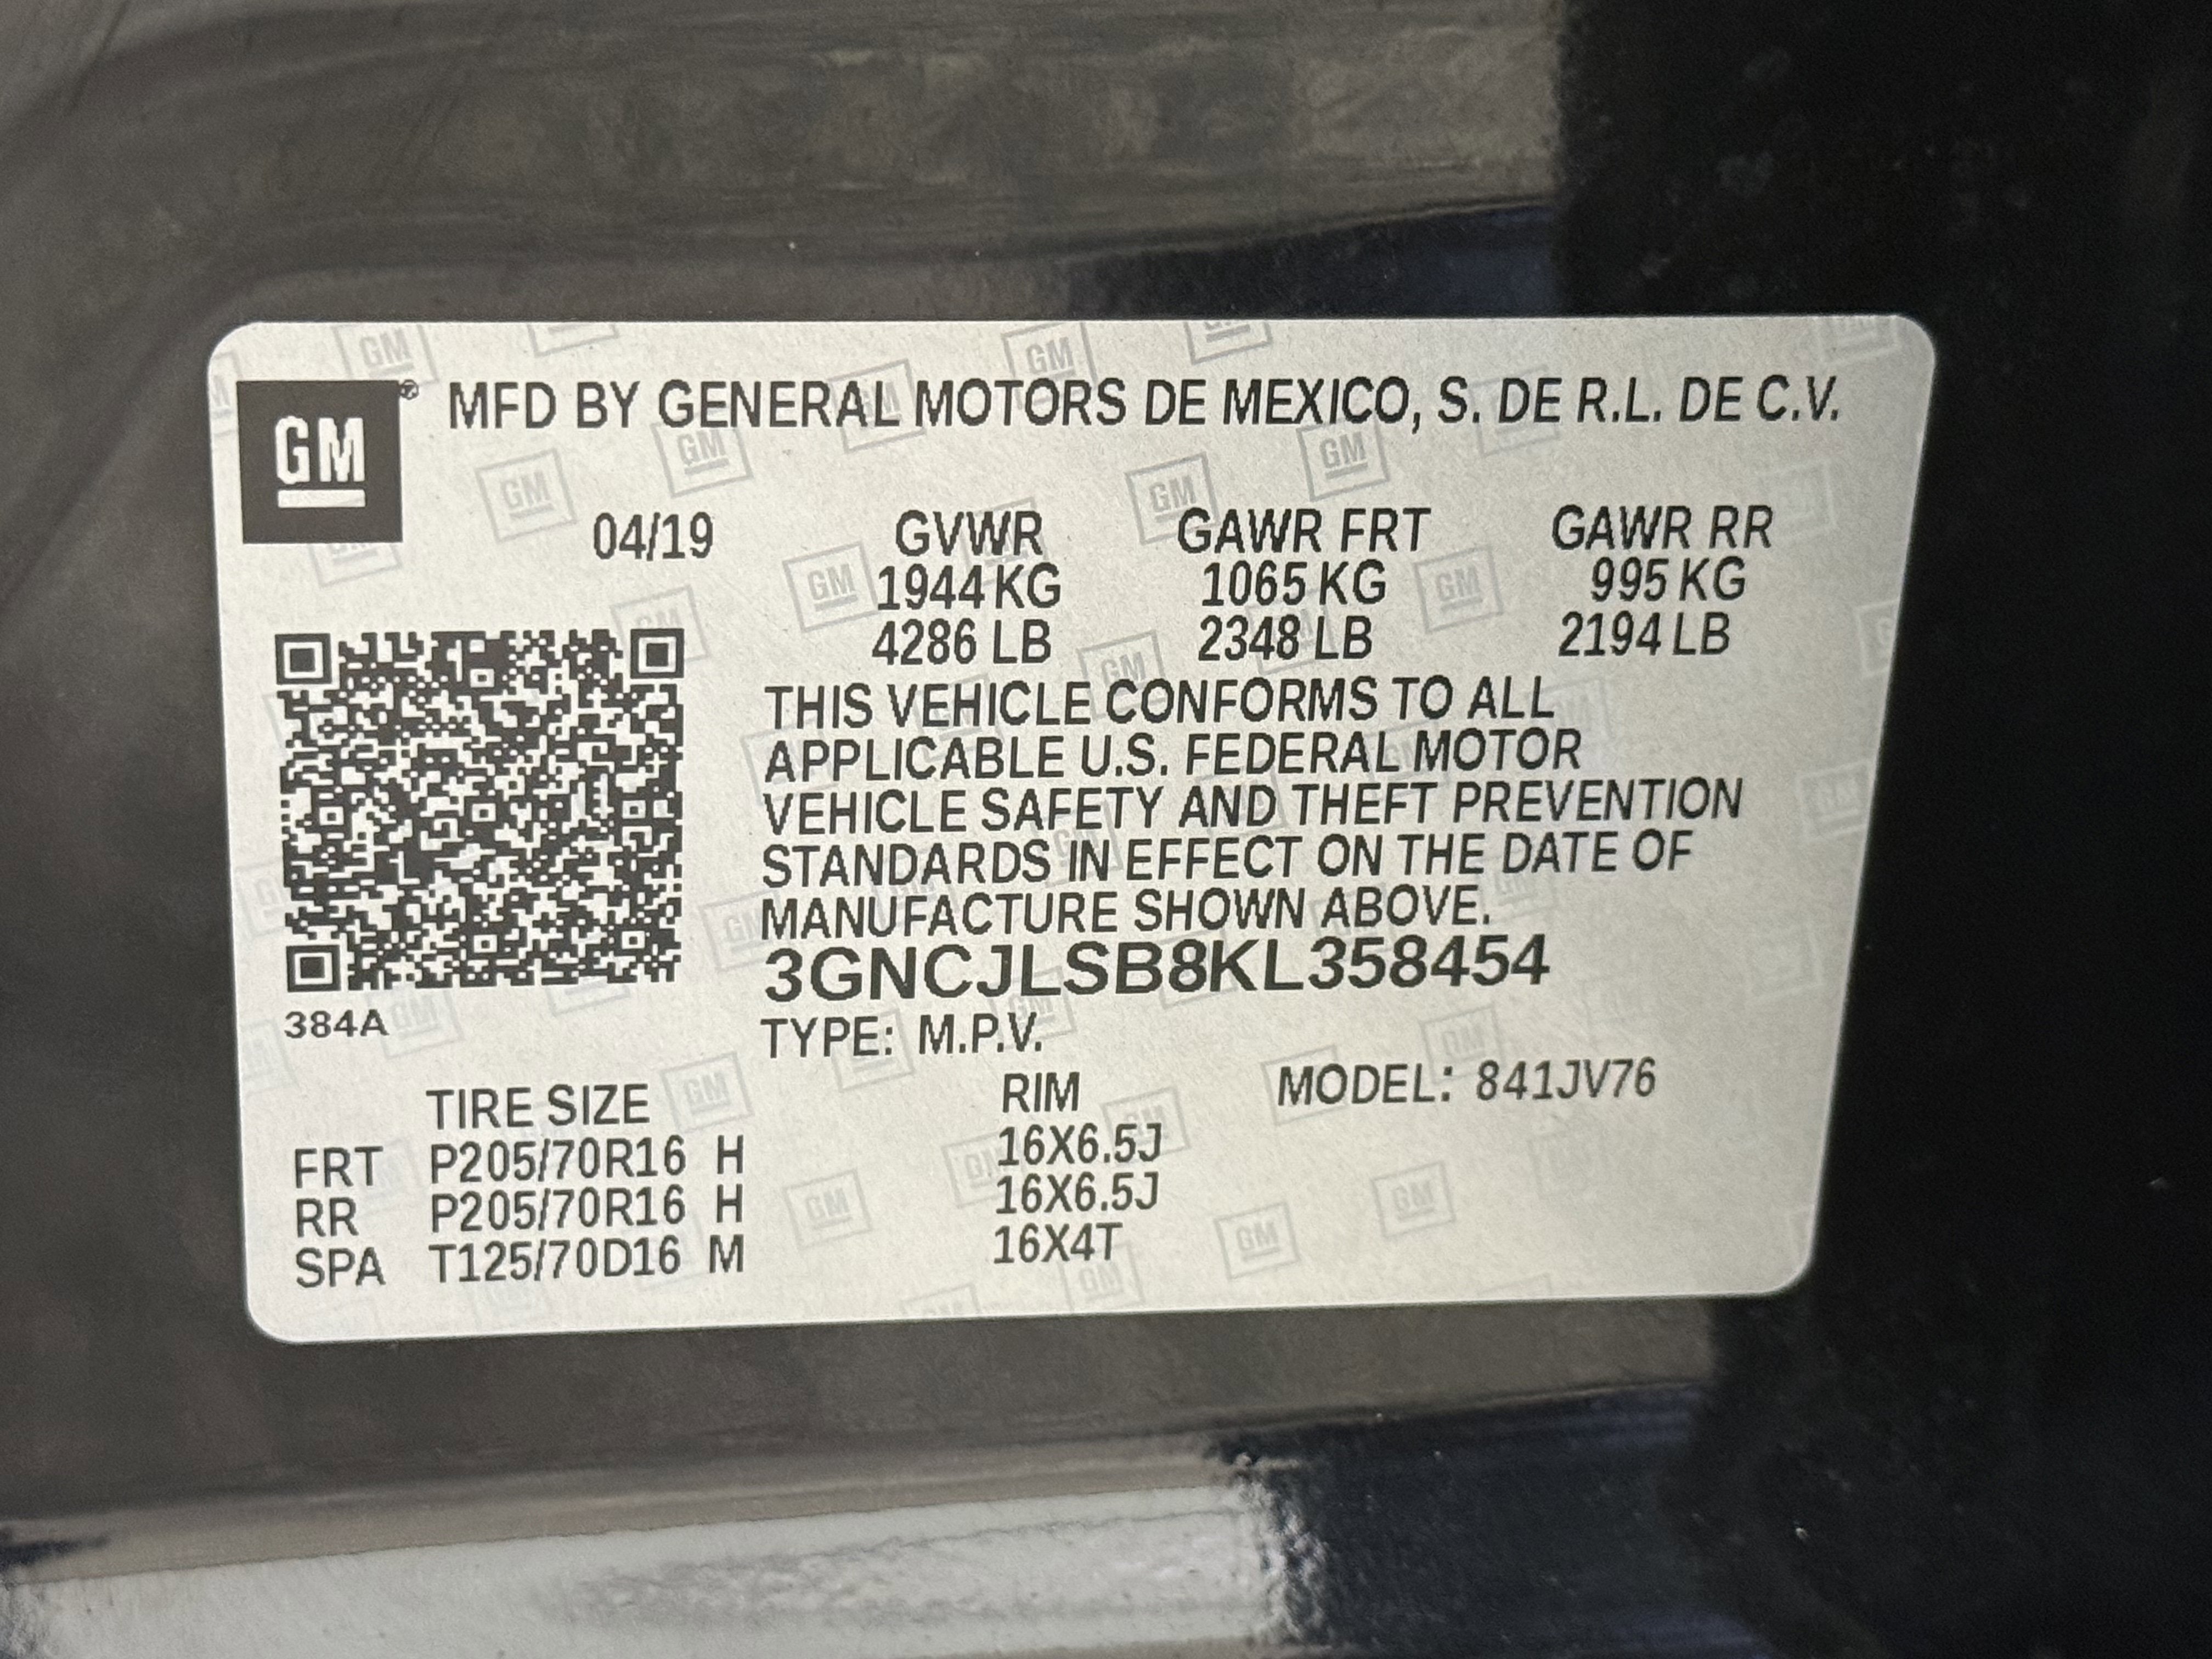 GM ® MFD BY GENERAL MOTORS DE MEXICO, S. DE R.L. DE C.V.
04/19 GVWR GAWR FRT GAWR RR
1944 KG 1065 KG 995 KG
4286 LB 2348 LB 2194 LB
THIS VEHICLE CONFORMS TO ALL
APPLICABLE U.S. FEDERAL MOTOR
VEHICLE SAFETY AND THEFT PREVENTION
STANDARDS IN EFFECT ON THE DATE OF
MANUFACTURE SHOWN ABOVE.
3GNCJLSB8KL358454
384A
TYPE: M.P.V.
TIRE SIZE RIM MODEL: 841JV76
FRT P205/70R16 H 16X6.5J
RR P205/70R16 H 16X6.5J
SPA T125/70D16 M 16X4T